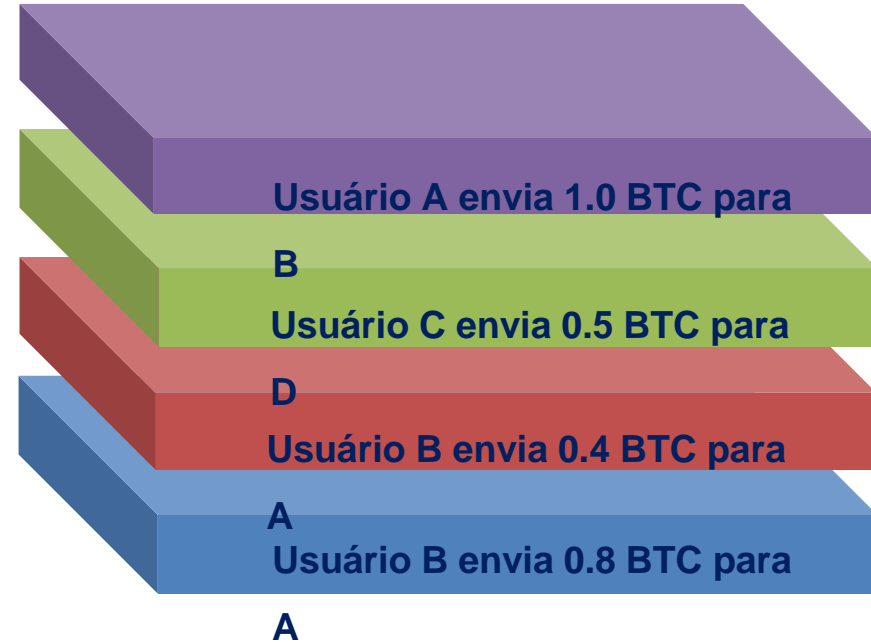 Usuário A envia 1.0 BTC para
B
Usuário C envia 0.5 BTC para
D
Usuário B envia 0.4 BTC para
A
Usuário B envia 0.8 BTC para
A